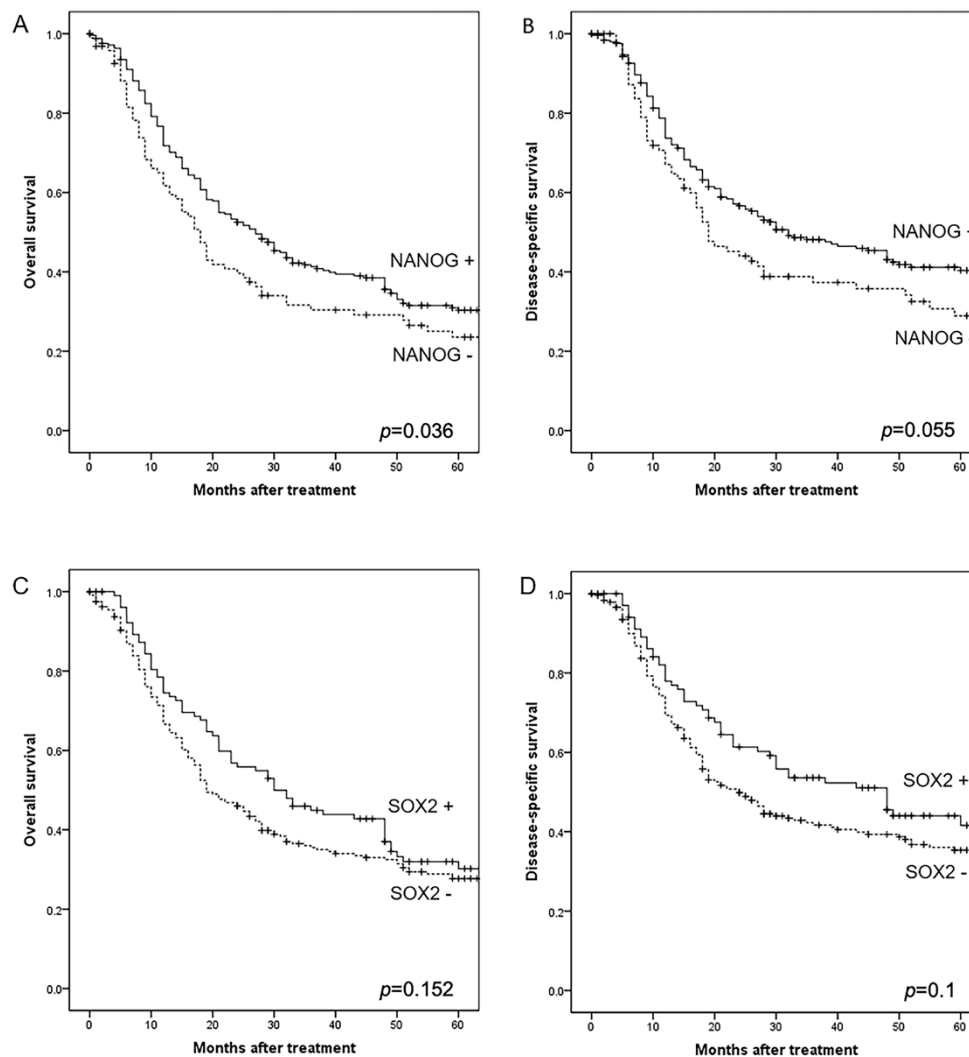 A
1.0
0.8
0.6
0.4
0.2
0.0
Overall survival
NANOG +
NANOG -
p=0.036
0 10 20 30 40 50 60
Months after treatment
B
1.0
0.8
0.6
0.4
0.2
0.0
Disease-specific survival
NANOG
NANOG
p=0.055
0 10 20 30 40 50 60
Months after treatment
C
1.0
0.8
0.6
0.4
0.2
0.0
Overall survival
SOX2 +
SOX2 -
p=0.152
0 10 20 30 40 50 60
Months after treatment
D
1.0
0.8
0.6
0.4
0.2
0.0
Disease-specific survival
SOX2 +
SOX2 -
p=0.1
0 10 20 30 40 50 60
Months after treatment